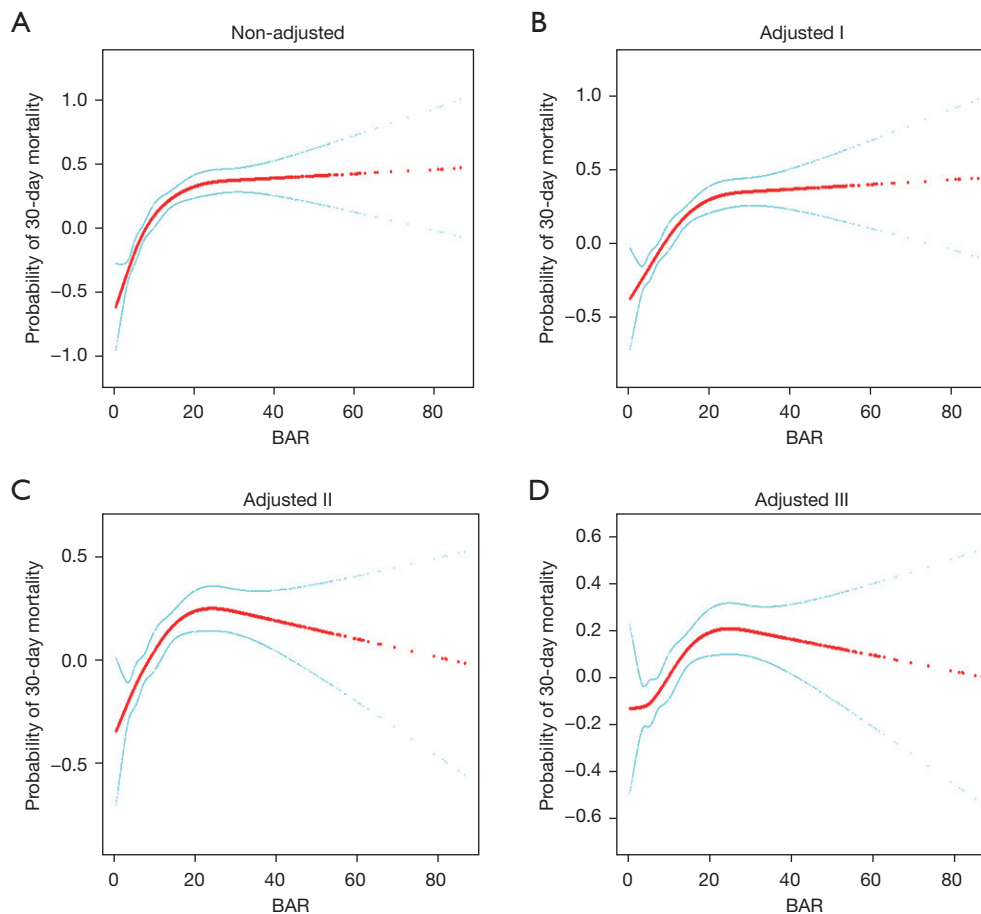 A
Non-adjusted
Probability of 30-day mortality
1.0
0.5
0.0
−0.5
−1.0
0 20 40 60 80
BAR
B
Adjusted I
Probability of 30-day mortality
1.0
0.5
0.0
−0.5
0 20 40 60 80
BAR
C
Adjusted II
Probability of 30-day mortality
0.5
0.0
−0.5
0 20 40 60 80
BAR
D
Adjusted III
Probability of 30-day mortality
0.6
0.4
0.2
0.0
−0.2
−0.4
−0.6
0 20 40 60 80
BAR